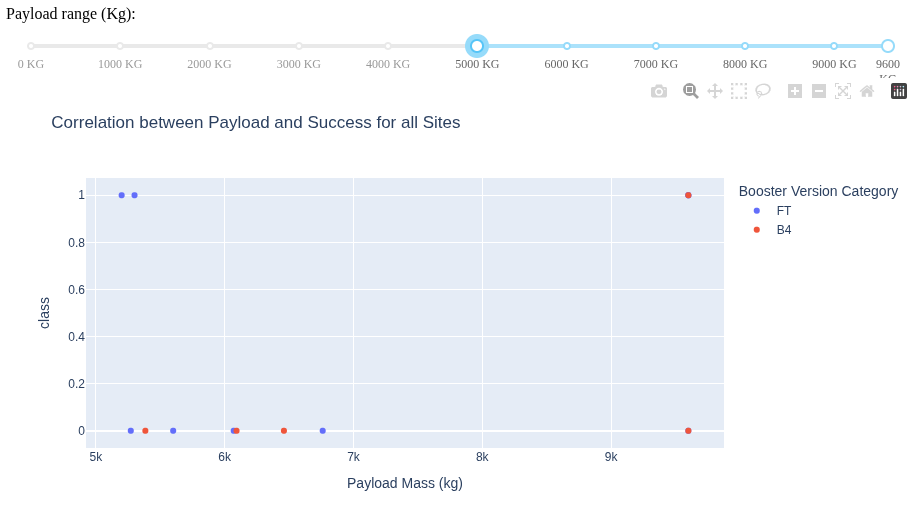 Payload range (Kg):
0 KG 1000 KG 2000 KG 3000 KG 4000 KG 5000 KG 6000 KG 7000 KG 8000 KG 9000 KG 9600
KG
Correlation between Payload and Success for all Sites
1
0.8
0.6
0.4
0.2
0
class
5k 6k 7k 8k 9k
Payload Mass (kg)
Booster Version Category
FT
B4